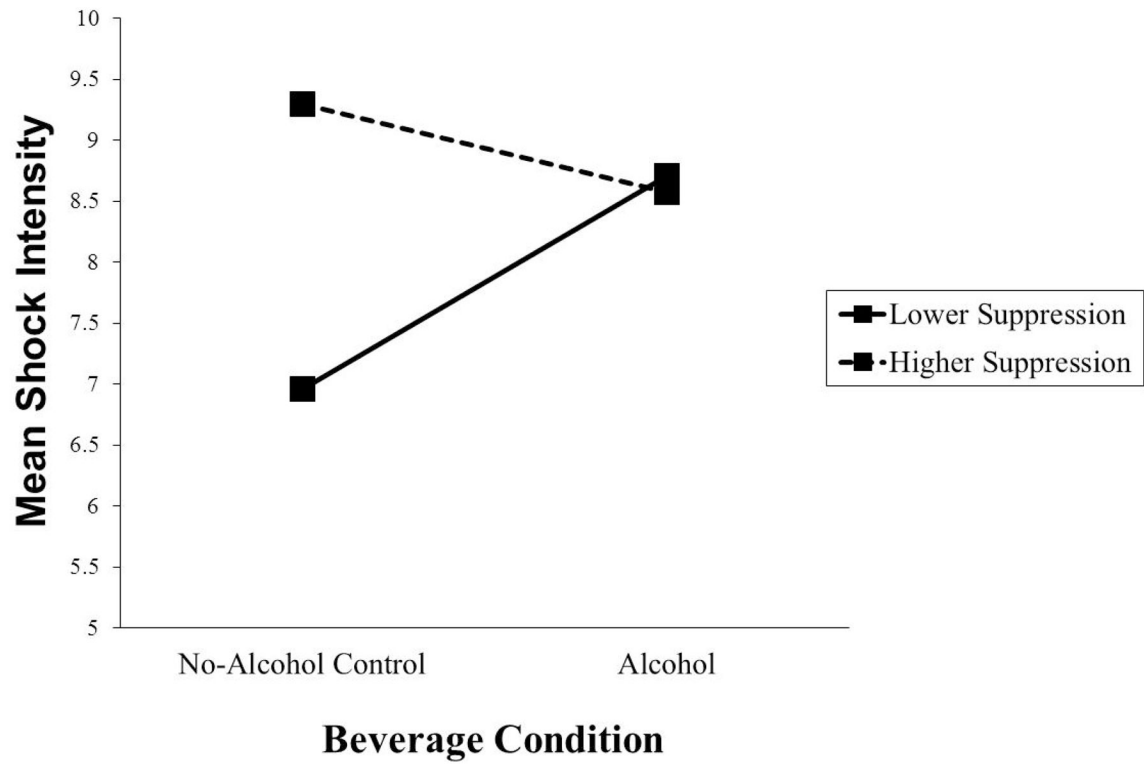 10
9.5
9
8.5
8
7.5
7
6.5
6
5.5
5
Mean Shock Intensity
No-Alcohol Control
Alcohol
Beverage Condition
Lower Suppression
Higher Suppression